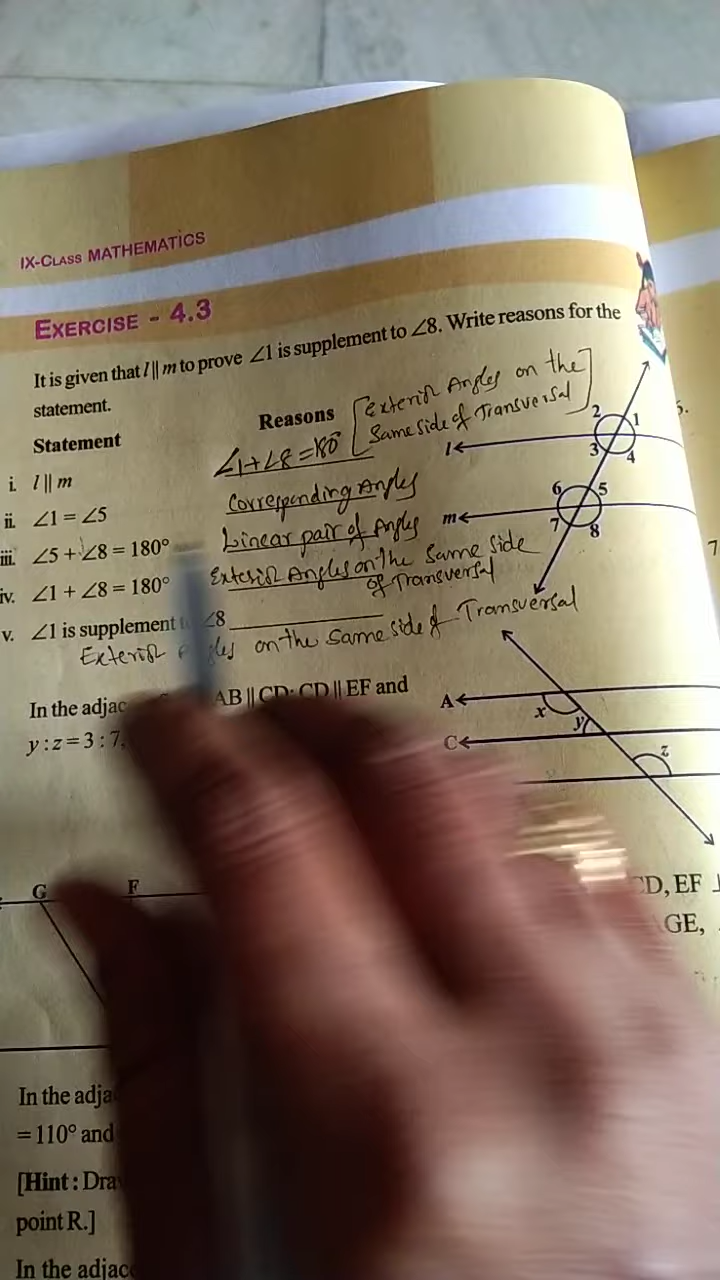 IX-CLASS MATHEMATICS
EXERCISE - 4.3
It is given that l || m to prove ∠1 is supplement to ∠8. Write reasons for the
statement.
Statement
Reasons
[Exterior Angles on the
Same side of Transversal]
i. l || m
∠1+∠8=180°
ii. ∠1 = ∠5
Corresponding Angles
iii. ∠5 + ∠8 = 180°
Linear pair of Angles
iv. ∠1 + ∠8 = 180°
Exterior Angles on the Same side
of Transversal
v. ∠1 is supplement ∠8
Exterior on the Same side of Transversal
l
2 1
3 4
m
6 5
7 8
5.
7
In the AB || CD; CD || EF and
y : z = 3 : 7,
A
x
y
C
z
G F
CD, EF ⊥
GE,
In the
= 110° and
[Hint :
point R.]
In the